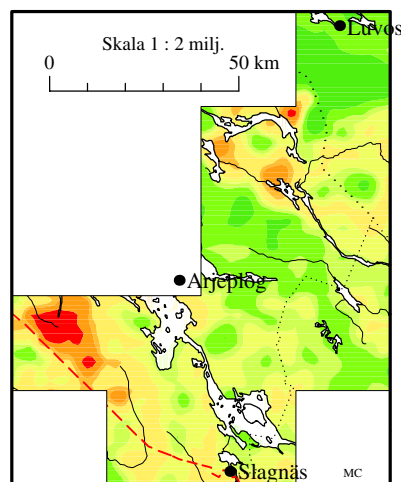 Luvos
Skala 1 : 2 milj.
0 50 km
Arjeplog
Slagnäs
MC